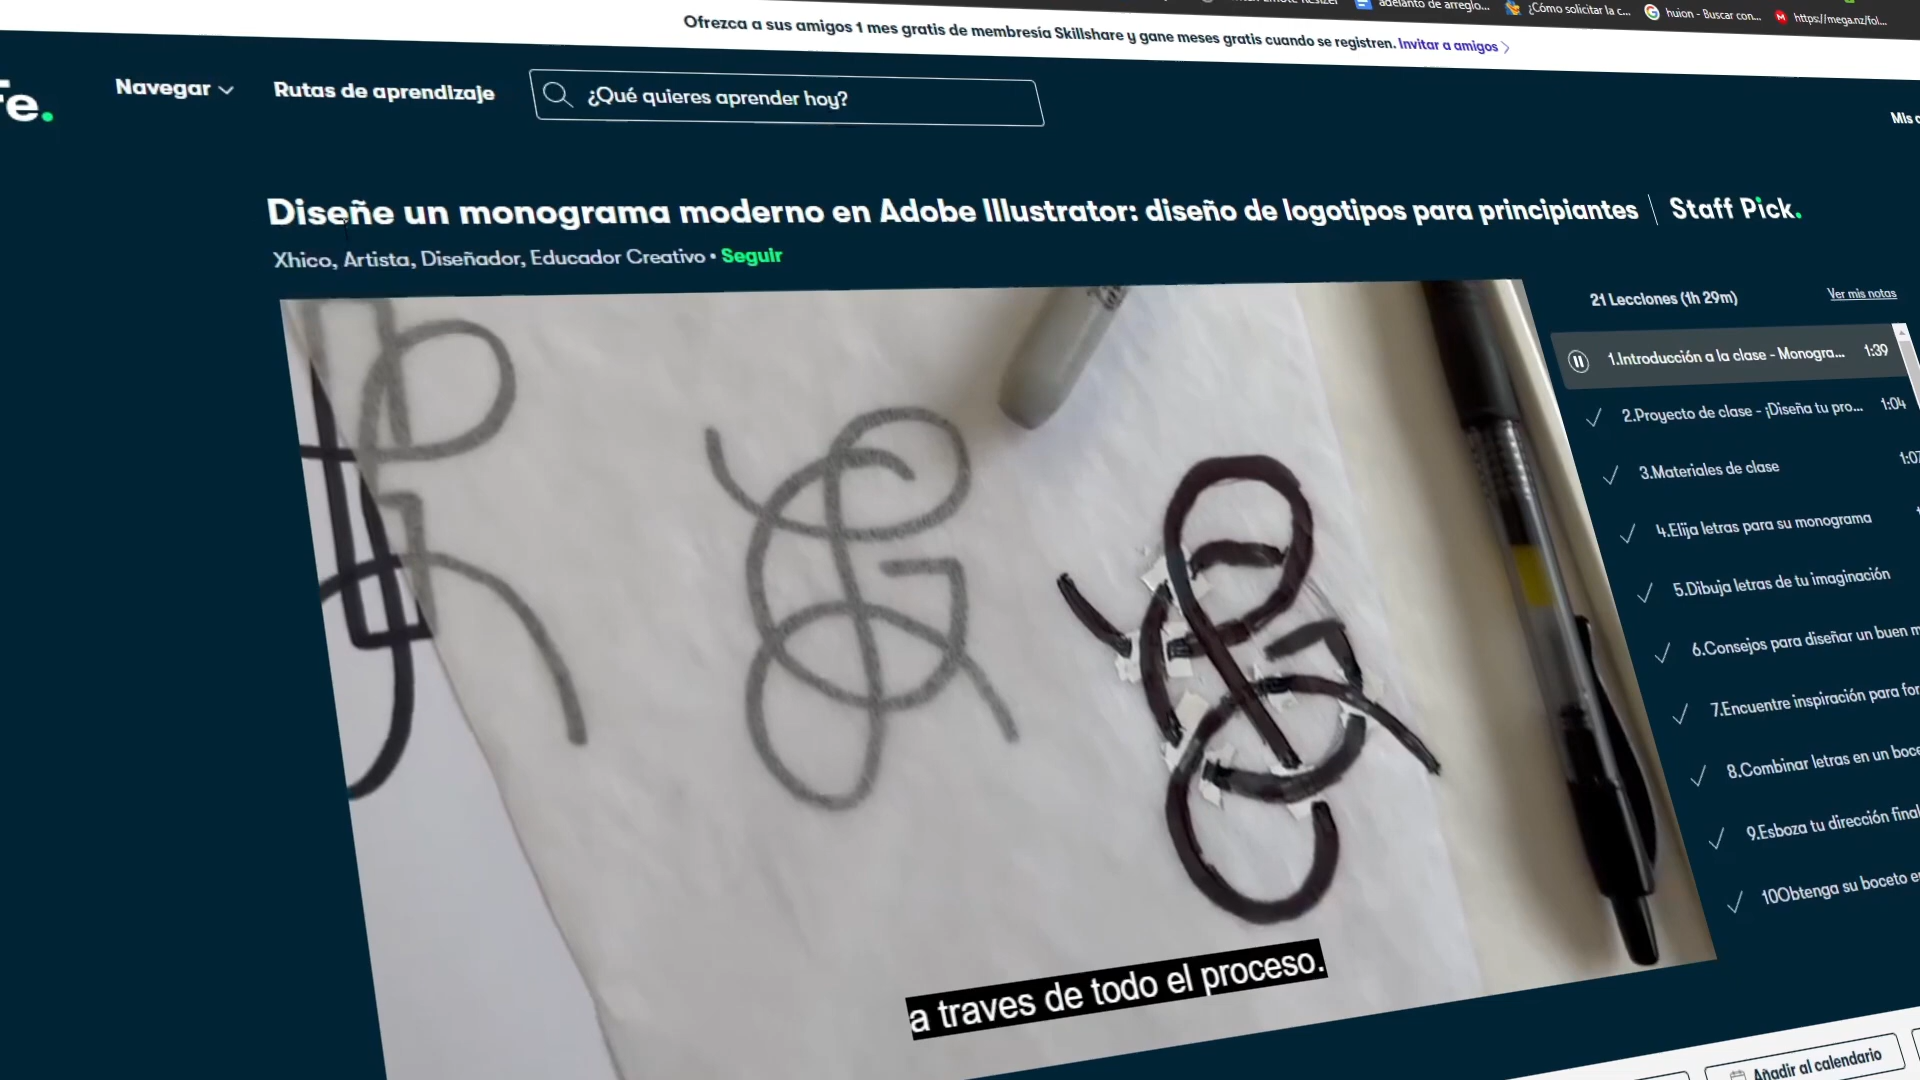 adelanto de arreglo...
¿Cómo solicitar la c...
huion - Buscar con...
https://mega.nz/fol...
Ofrezca a sus amigos 1 mes gratis de membresía Skillshare y gane meses gratis cuando se registren. Invitar a amigos
Navegar
Rutas de aprendizaje
¿Qué quieres aprender hoy?
Diseñe un monograma moderno en Adobe Illustrator: diseño de logotipos para principiantes | Staff Pick.
Xhico, Artista, Diseñador, Educador Creativo • Seguir
21 Lecciones (1h 29m)
Ver mis notas
1.Introducción a la clase - Monogra... 1:39
2.Proyecto de clase - ¡Diseña tu pro... 1:04
3.Materiales de clase
4.Elija letras para su monograma
5.Dibuja letras de tu imaginación
6.Consejos para diseñar un buen
7.Encuentre inspiración para
8.Combinar letras en un
9.Esboza tu dirección
10Obtenga su boceto
a traves de todo el proceso.
Añadir al calendario